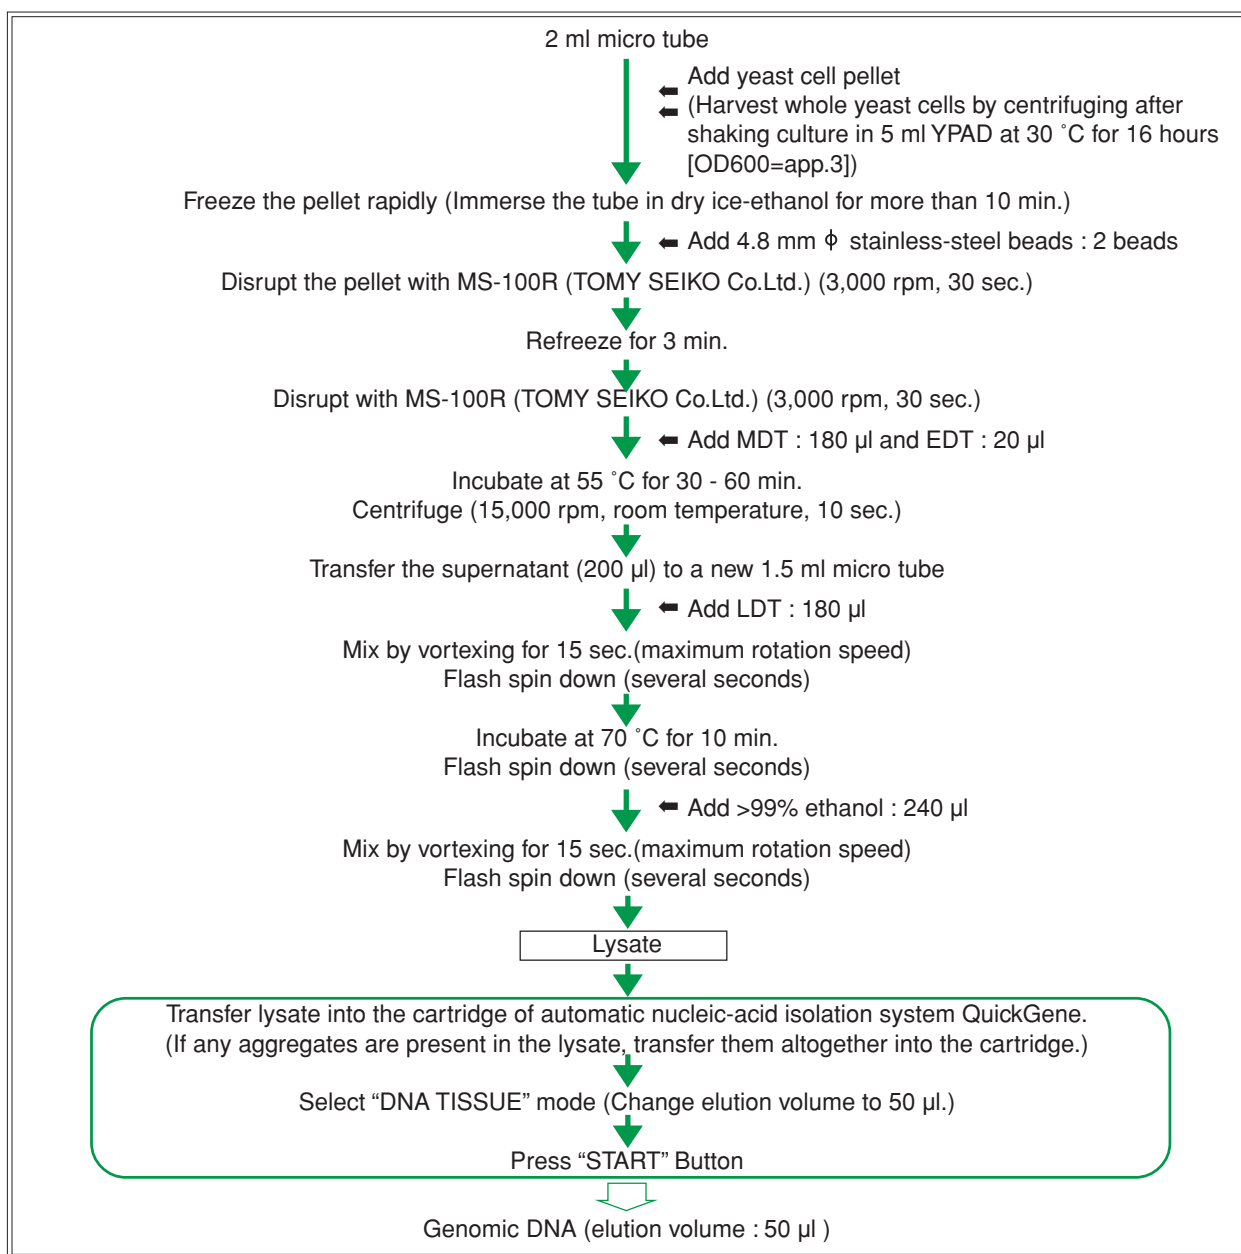 2 ml micro tube
Add yeast cell pellet
(Harvest whole yeast cells by centrifuging after
shaking culture in 5 ml YPAD at 30 ˚C for 16 hours
[OD600=app.3])
Freeze the pellet rapidly (Immerse the tube in dry ice-ethanol for more than 10 min.)
Add 4.8 mm ϕ stainless-steel beads : 2 beads
Disrupt the pellet with MS-100R (TOMY SEIKO Co.Ltd.) (3,000 rpm, 30 sec.)
Refreeze for 3 min.
Disrupt with MS-100R (TOMY SEIKO Co.Ltd.) (3,000 rpm, 30 sec.)
Add MDT : 180 µl and EDT : 20 µl
Incubate at 55 ˚C for 30 - 60 min.
Centrifuge (15,000 rpm, room temperature, 10 sec.)
Transfer the supernatant (200 µl) to a new 1.5 ml micro tube
Add LDT : 180 µl
Mix by vortexing for 15 sec.(maximum rotation speed)
Flash spin down (several seconds)
Incubate at 70 ˚C for 10 min.
Flash spin down (several seconds)
Add >99% ethanol : 240 µl
Mix by vortexing for 15 sec.(maximum rotation speed)
Flash spin down (several seconds)
Lysate
Transfer lysate into the cartridge of automatic nucleic-acid isolation system QuickGene.
(If any aggregates are present in the lysate, transfer them altogether into the cartridge.)
Select “DNA TISSUE” mode (Change elution volume to 50 µl.)
Press “START” Button
Genomic DNA (elution volume : 50 µl )